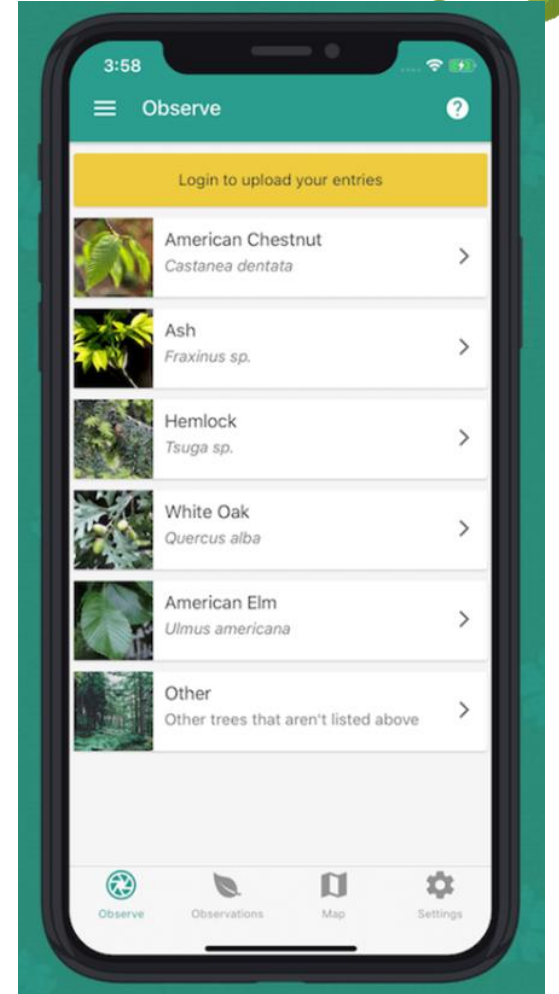 3:58
Observe
?
Login to upload your entries
American Chestnut
Castanea dentata
Ash
Fraxinus sp.
Hemlock
Tsuga sp.
White Oak
Quercus alba
American Elm
Ulmus americana
Other
Other trees that aren't listed above
Observe Observations Map Settings